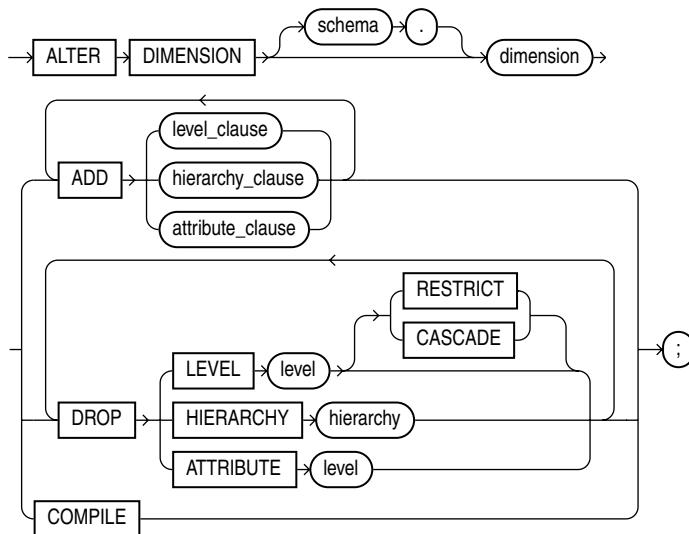 ALTER DIMENSION schema . dimension
level_clause
ADD hierarchy_clause
attribute_clause
RESTRICT
CASCADE
LEVEL level
;
DROP HIERARCHY hierarchy
ATTRIBUTE level
COMPILE